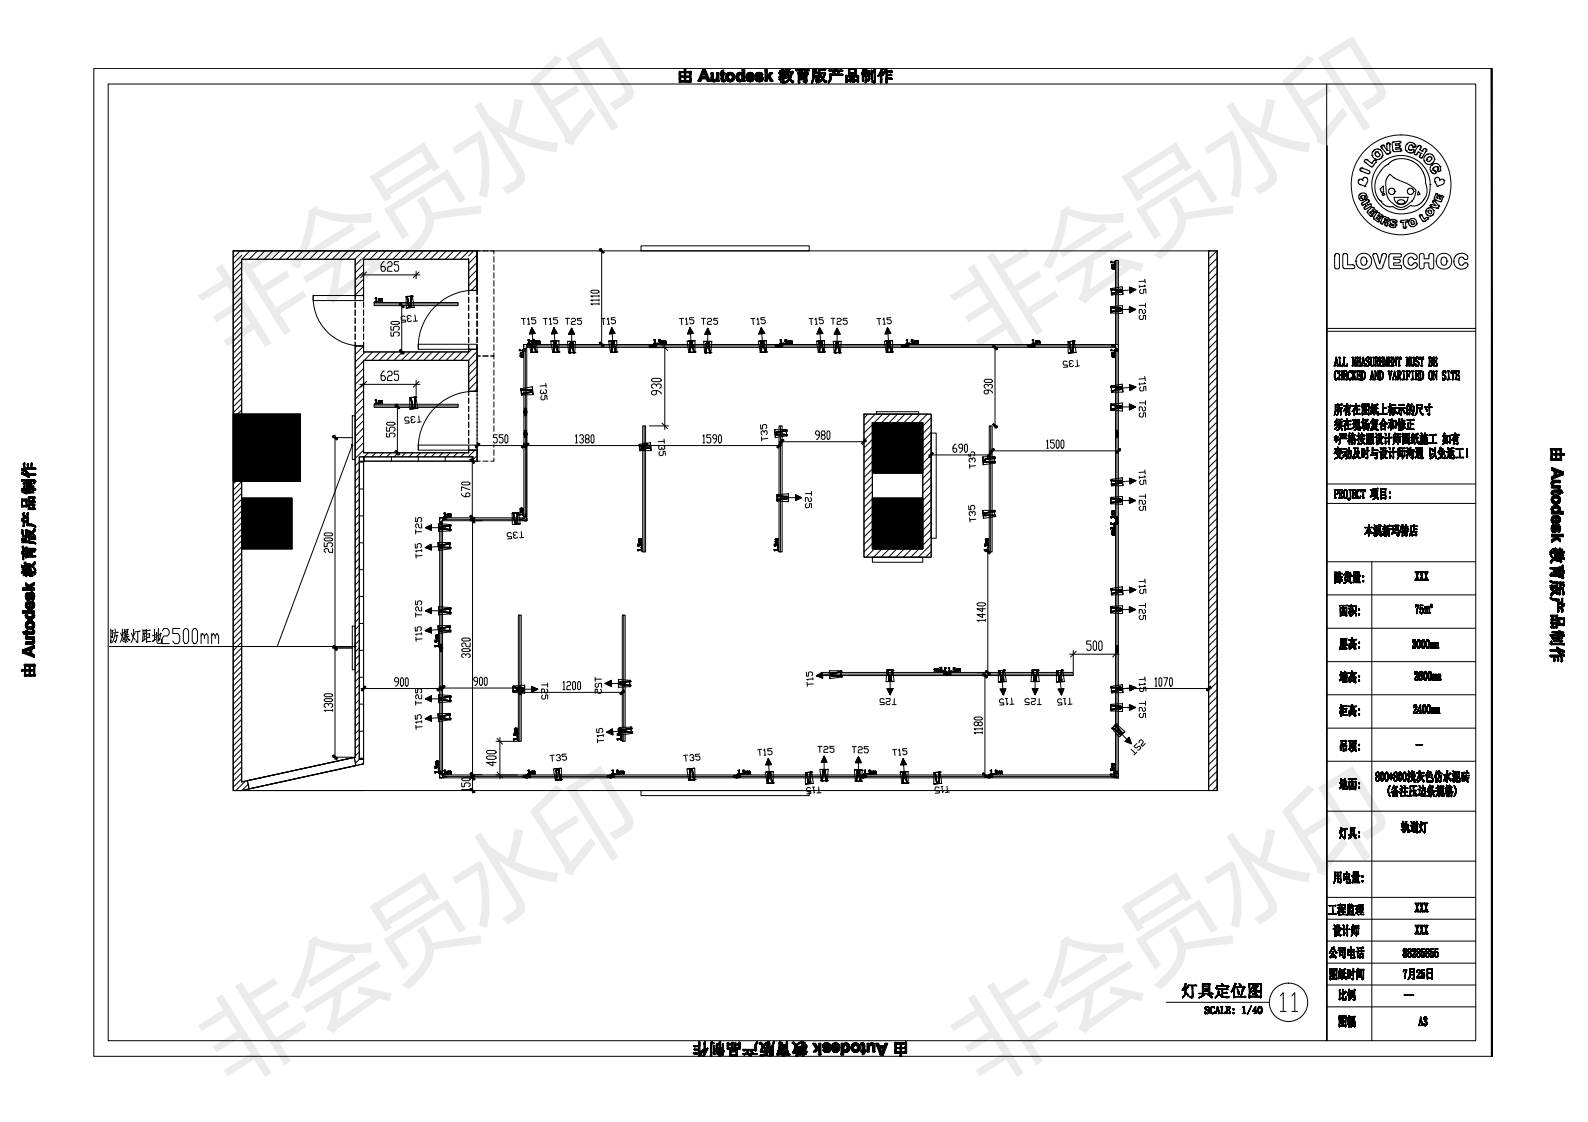 由 Autodesk 教育版产品制作
非会员水印
非会员水印
I LOVE CHOC
CHEERS TO LOVE
ILOVECHOC
ALL MEASUREMENT MUST BE
CHECKED AND VARIFIED ON SITE
所有在图纸上标示的尺寸
须在现场复合和修正
*严格按照设计师图纸施工 如有
变动及时与设计师沟通 以免返工!
PROJECT 项目:
本溪新玛特店
陈货量: XXX
面积: 75㎡
层高: 3000mm
墙高: 2600mm
柜高: 2400mm
吊顶: —
地面: 800*800浅灰色仿水泥砖
(备注压边条规格)
灯具: 轨道灯
用电量:
工程监理 XXX
设计师 XXX
公司电话
图纸时间 7月25日
比例 —
图幅 A3
625
1m
T35
550
625
1m
T35
550
1110
T15 T15 T25 T15 T15 T25 T15 T15 T25 T15
T35
930
930
T35
550 1380 1590 980 690 1500
T35
T35
T35
T35
T25
670
T35
T15
T25
T15
T25
T15
T25
T15
T25
T15
T25
T25
T15
T25
T15
T25
T15
2500
防爆灯距地2500mm
1300
3020
900 900 1200
T25
T25
T15
400
150
1440
500
T15
T25 T15 T25 T15
1180
1070
T25
T35 T35 T15 T25 T25 T15
T15 T15
灯具定位图 11
SCALE: 1/40
非会员水印
非会员水印
由 Autodesk 教育版产品制作
由 Autodesk 教育版产品制作
由 Autodesk 教育版产品制作